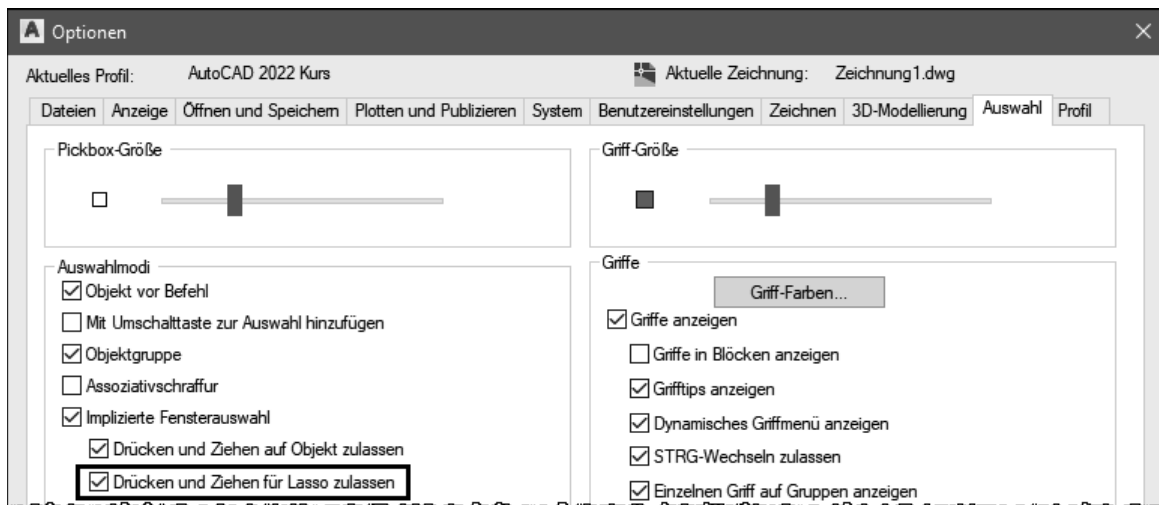 A Optionen
Aktuelles Profil: AutoCAD 2022 Kurs Aktuelle Zeichnung: Zeichnung1.dwg
Dateien Anzeige Öffnen und Speichern Plotten und Publizieren System Benutzereinstellungen Zeichnen 3D-Modellierung Auswahl Profil
Pickbox-Größe
Griff-Größe
Auswahlmodi
Objekt vor Befehl
Mit Umschalttaste zur Auswahl hinzufügen
Objektgruppe
Assoziativschraffur
Implizierte Fensterauswahl
Drücken und Ziehen auf Objekt zulassen
Drücken und Ziehen für Lasso zulassen
Griffe
Griff-Farben...
Griffe anzeigen
Griffe in Blöcken anzeigen
Grifftips anzeigen
Dynamisches Griffmenü anzeigen
STRG-Wechseln zulassen
Einzelnen Griff auf Gruppen anzeigen